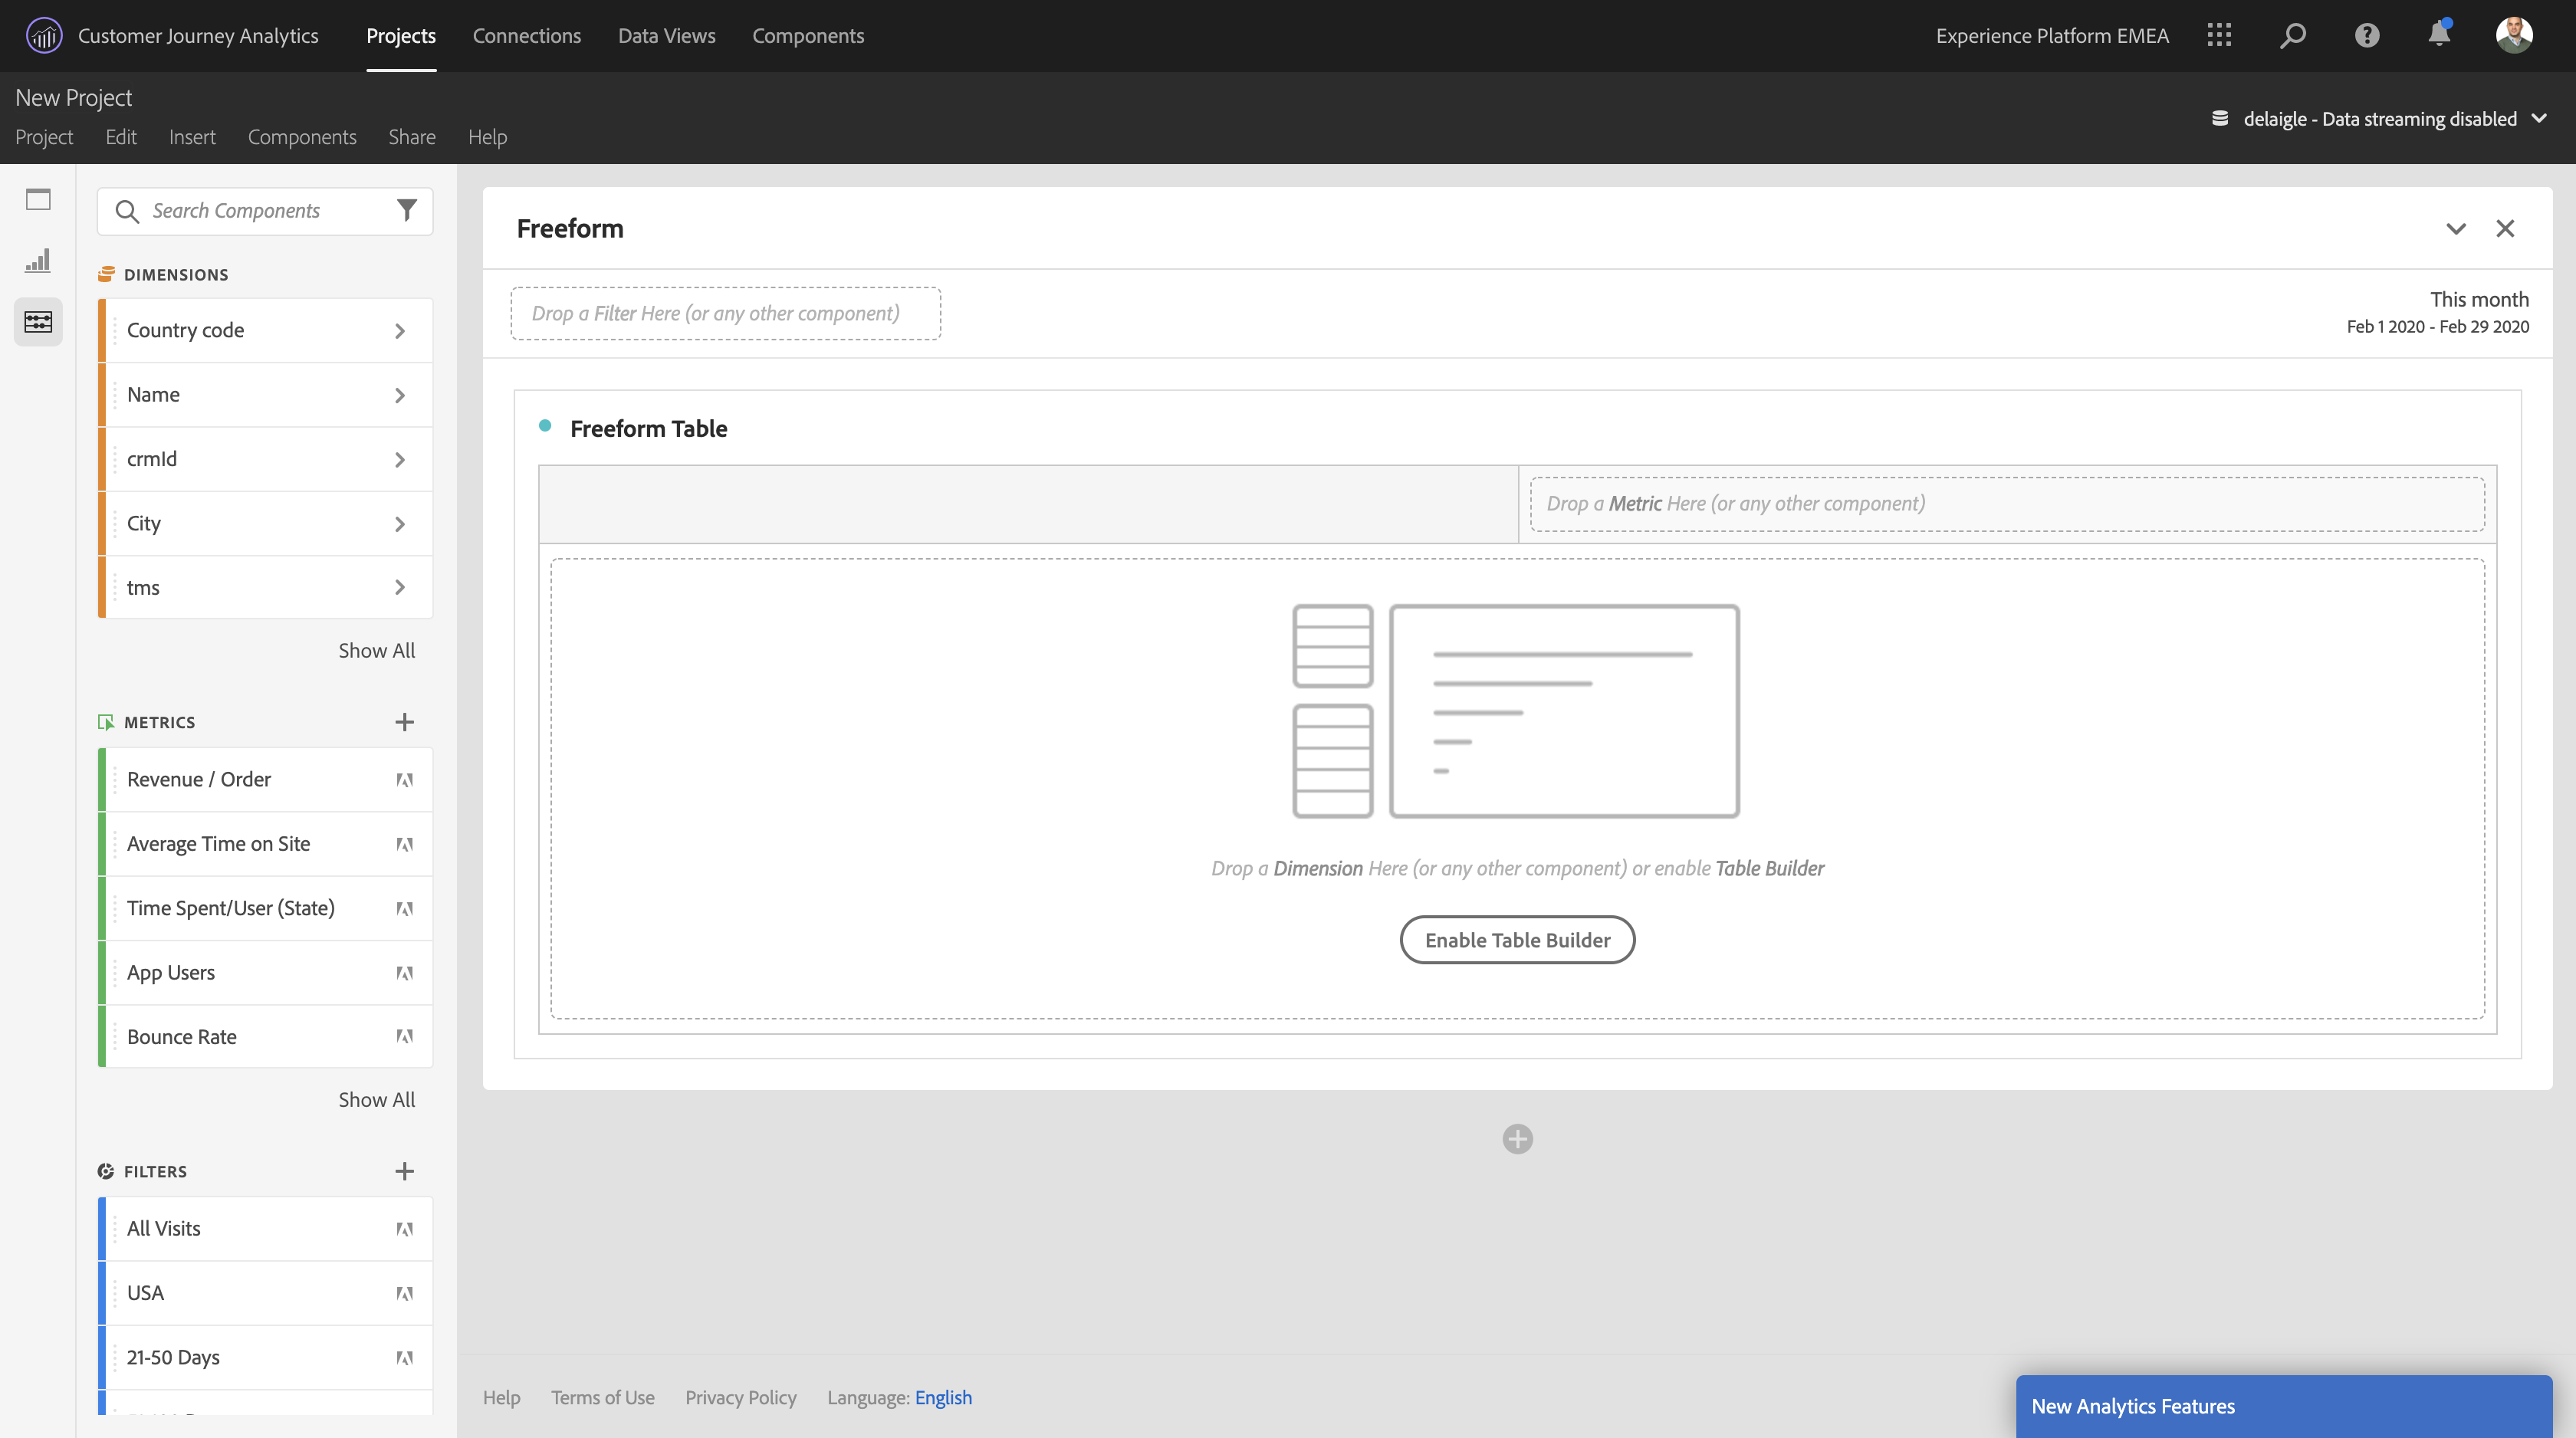 Customer Journey Analytics
Projects
Connections
Data Views
Components
Experience Platform EMEA
New Project
Project
Edit
Insert
Components
Share
Help
delaigle - Data streaming disabled
Search Components
DIMENSIONS
Country code
Name
crmId
City
tms
Show All
METRICS
Revenue / Order
Average Time on Site
Time Spent/User (State)
App Users
Bounce Rate
Show All
FILTERS
All Visits
USA
21-50 Days
Freeform
Drop a Filter Here (or any other component)
This month
Feb 1 2020 - Feb 29 2020
Freeform Table
Drop a Metric Here (or any other component)
Drop a Dimension Here (or any other component) or enable Table Builder
Enable Table Builder
Help
Terms of Use
Privacy Policy
Language: English
New Analytics Features